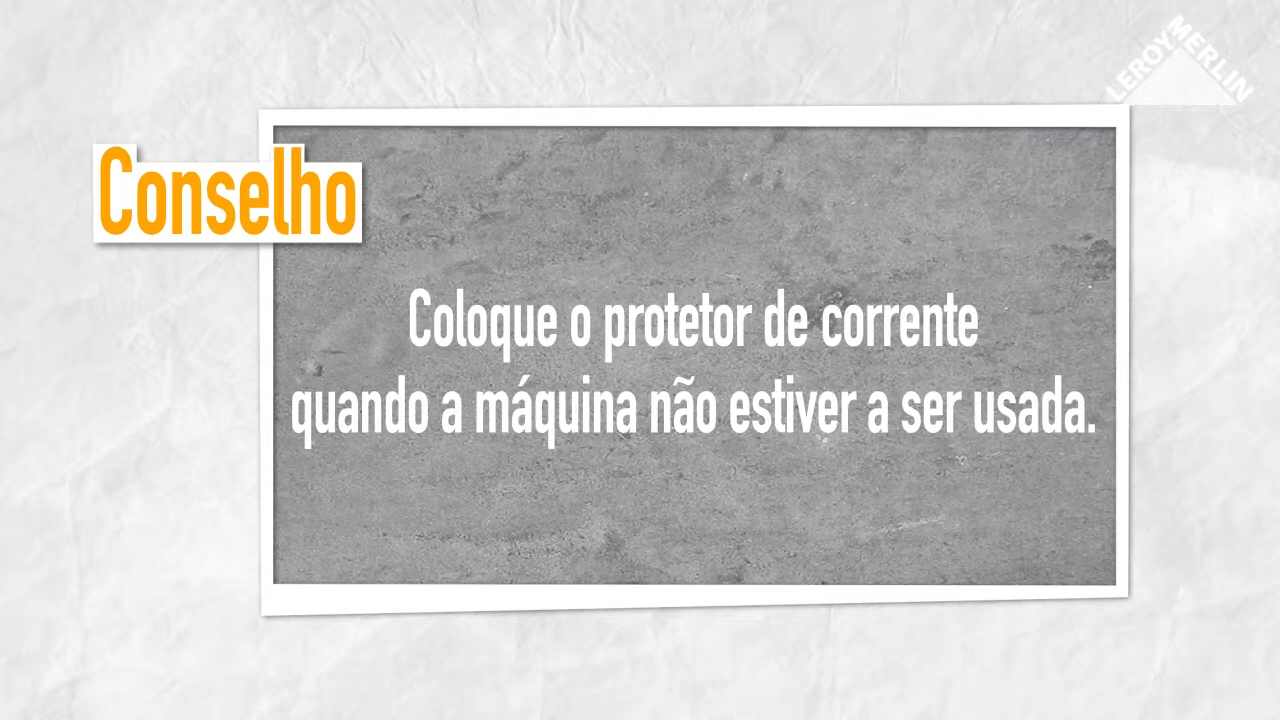 LEROY MERLIN
Conselho
Coloque o protetor de corrente
quando a máquina não estiver a ser usada.